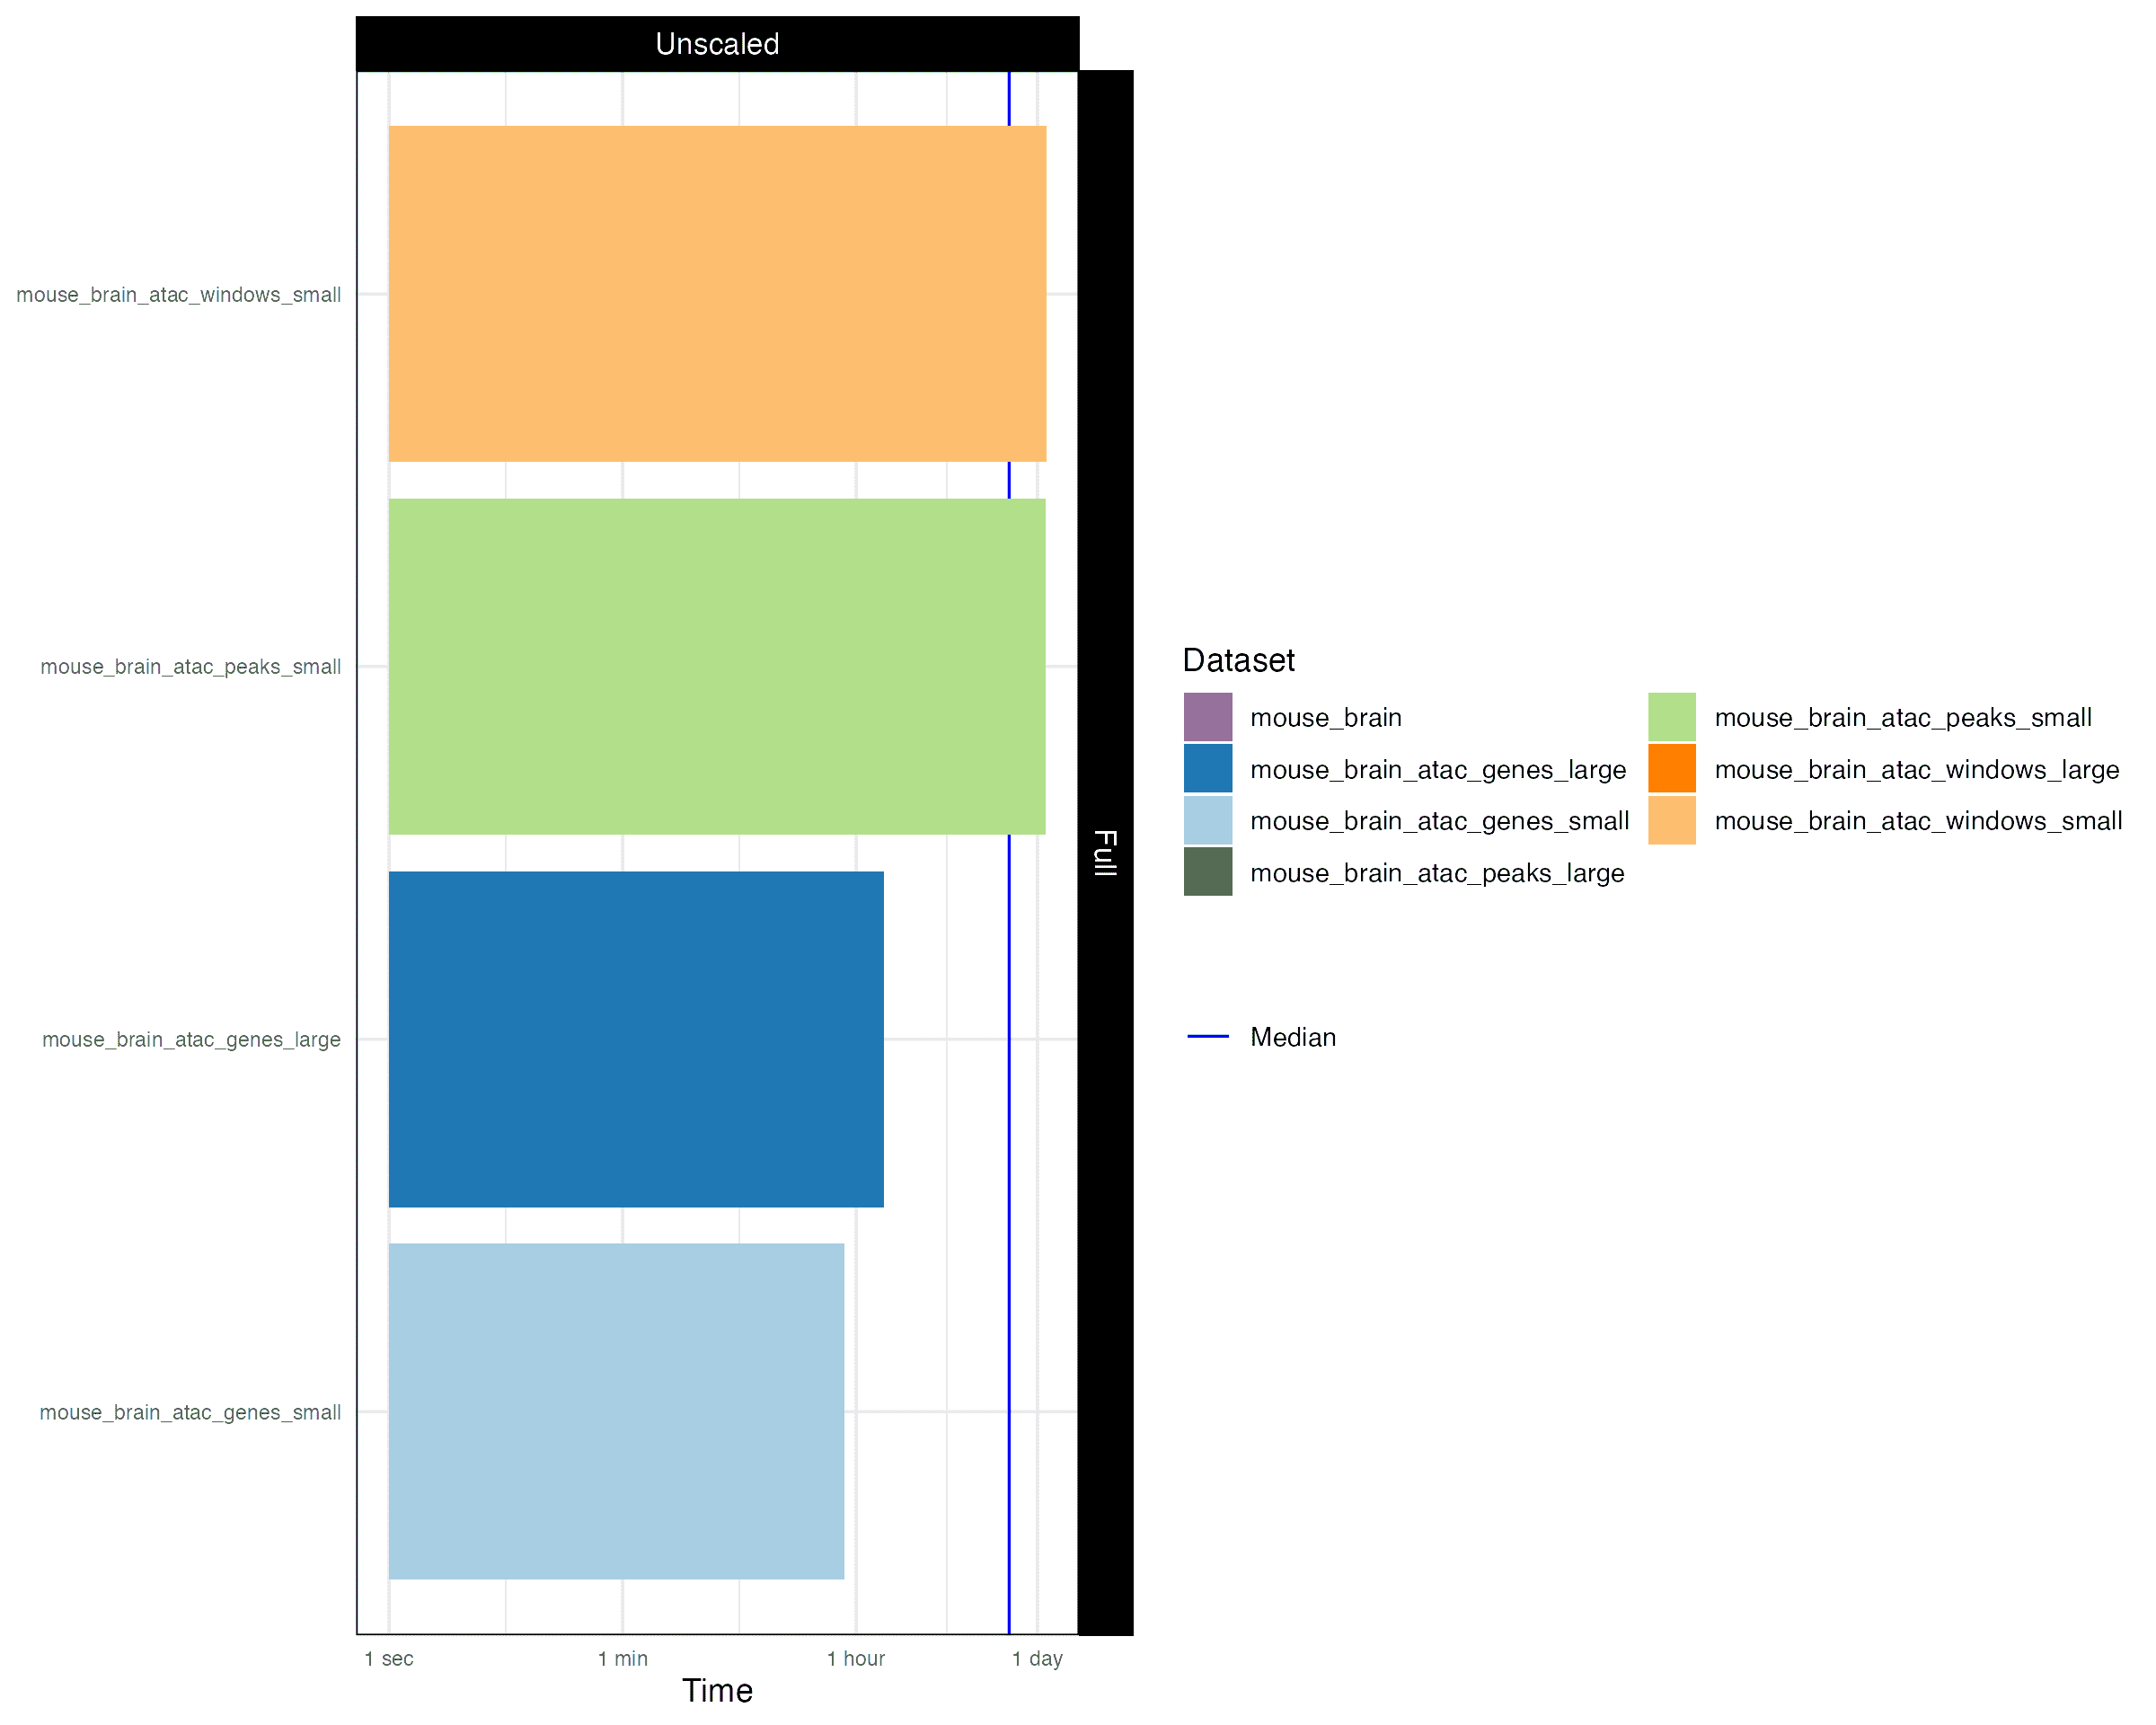 Unscaled
mouse_brain_atac_windows_small
mouse_brain_atac_peaks_small
mouse_brain_atac_genes_large
mouse_brain_atac_genes_small
1 sec
1 min
1 hour
1 day
Time
Full
Dataset
mouse_brain
mouse_brain_atac_genes_large
mouse_brain_atac_genes_small
mouse_brain_atac_peaks_large
mouse_brain_atac_peaks_small
mouse_brain_atac_windows_large
mouse_brain_atac_windows_small
Median